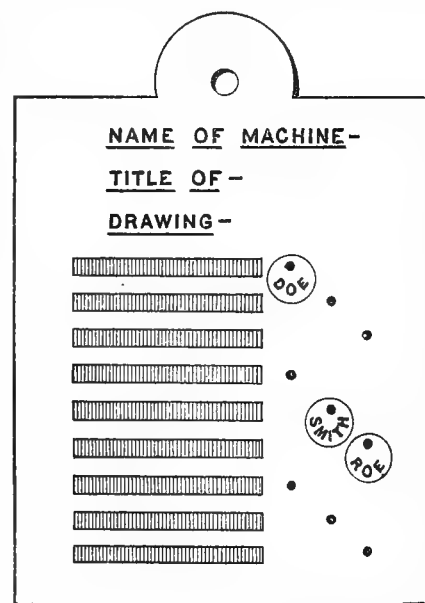 NAME OF MACHINE-
TITLE OF-
DRAWING-
DOE
SMITH
ROE